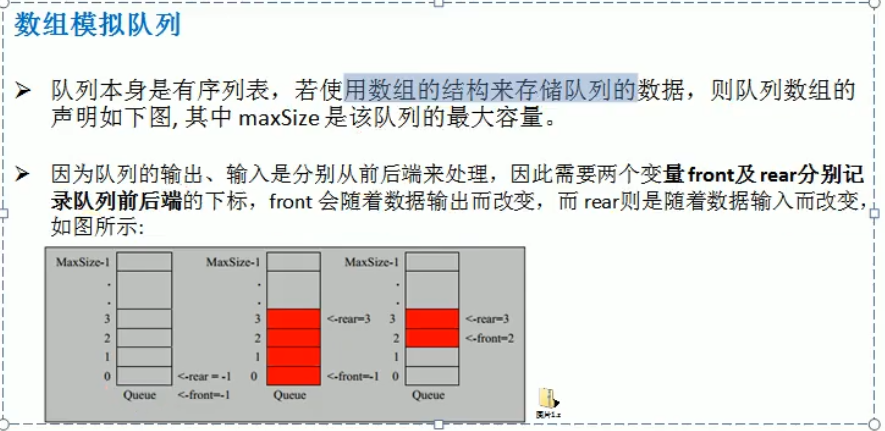 数组模拟队列
➢ 队列本身是有序列表，若使用数组的结构来存储队列的数据，则队列数组的
声明如下图, 其中 maxSize 是该队列的最大容量。
➢ 因为队列的输出、输入是分别从前后端来处理，因此需要两个变量 front及 rear分别记
录队列前后端的下标，front 会随着数据输出而改变，而 rear则是随着数据输入而改变，
如图所示:
MaxSize-1 MaxSize-1 MaxSize-1
. . .
. . .
3 3 <-rear=3 3 <-rear=3
2 2 2 <-front=2
1 1 1
0 <-rear = -1 0 <-front=-1 0
Queue <-front=-1 Queue Queue
图片1.z